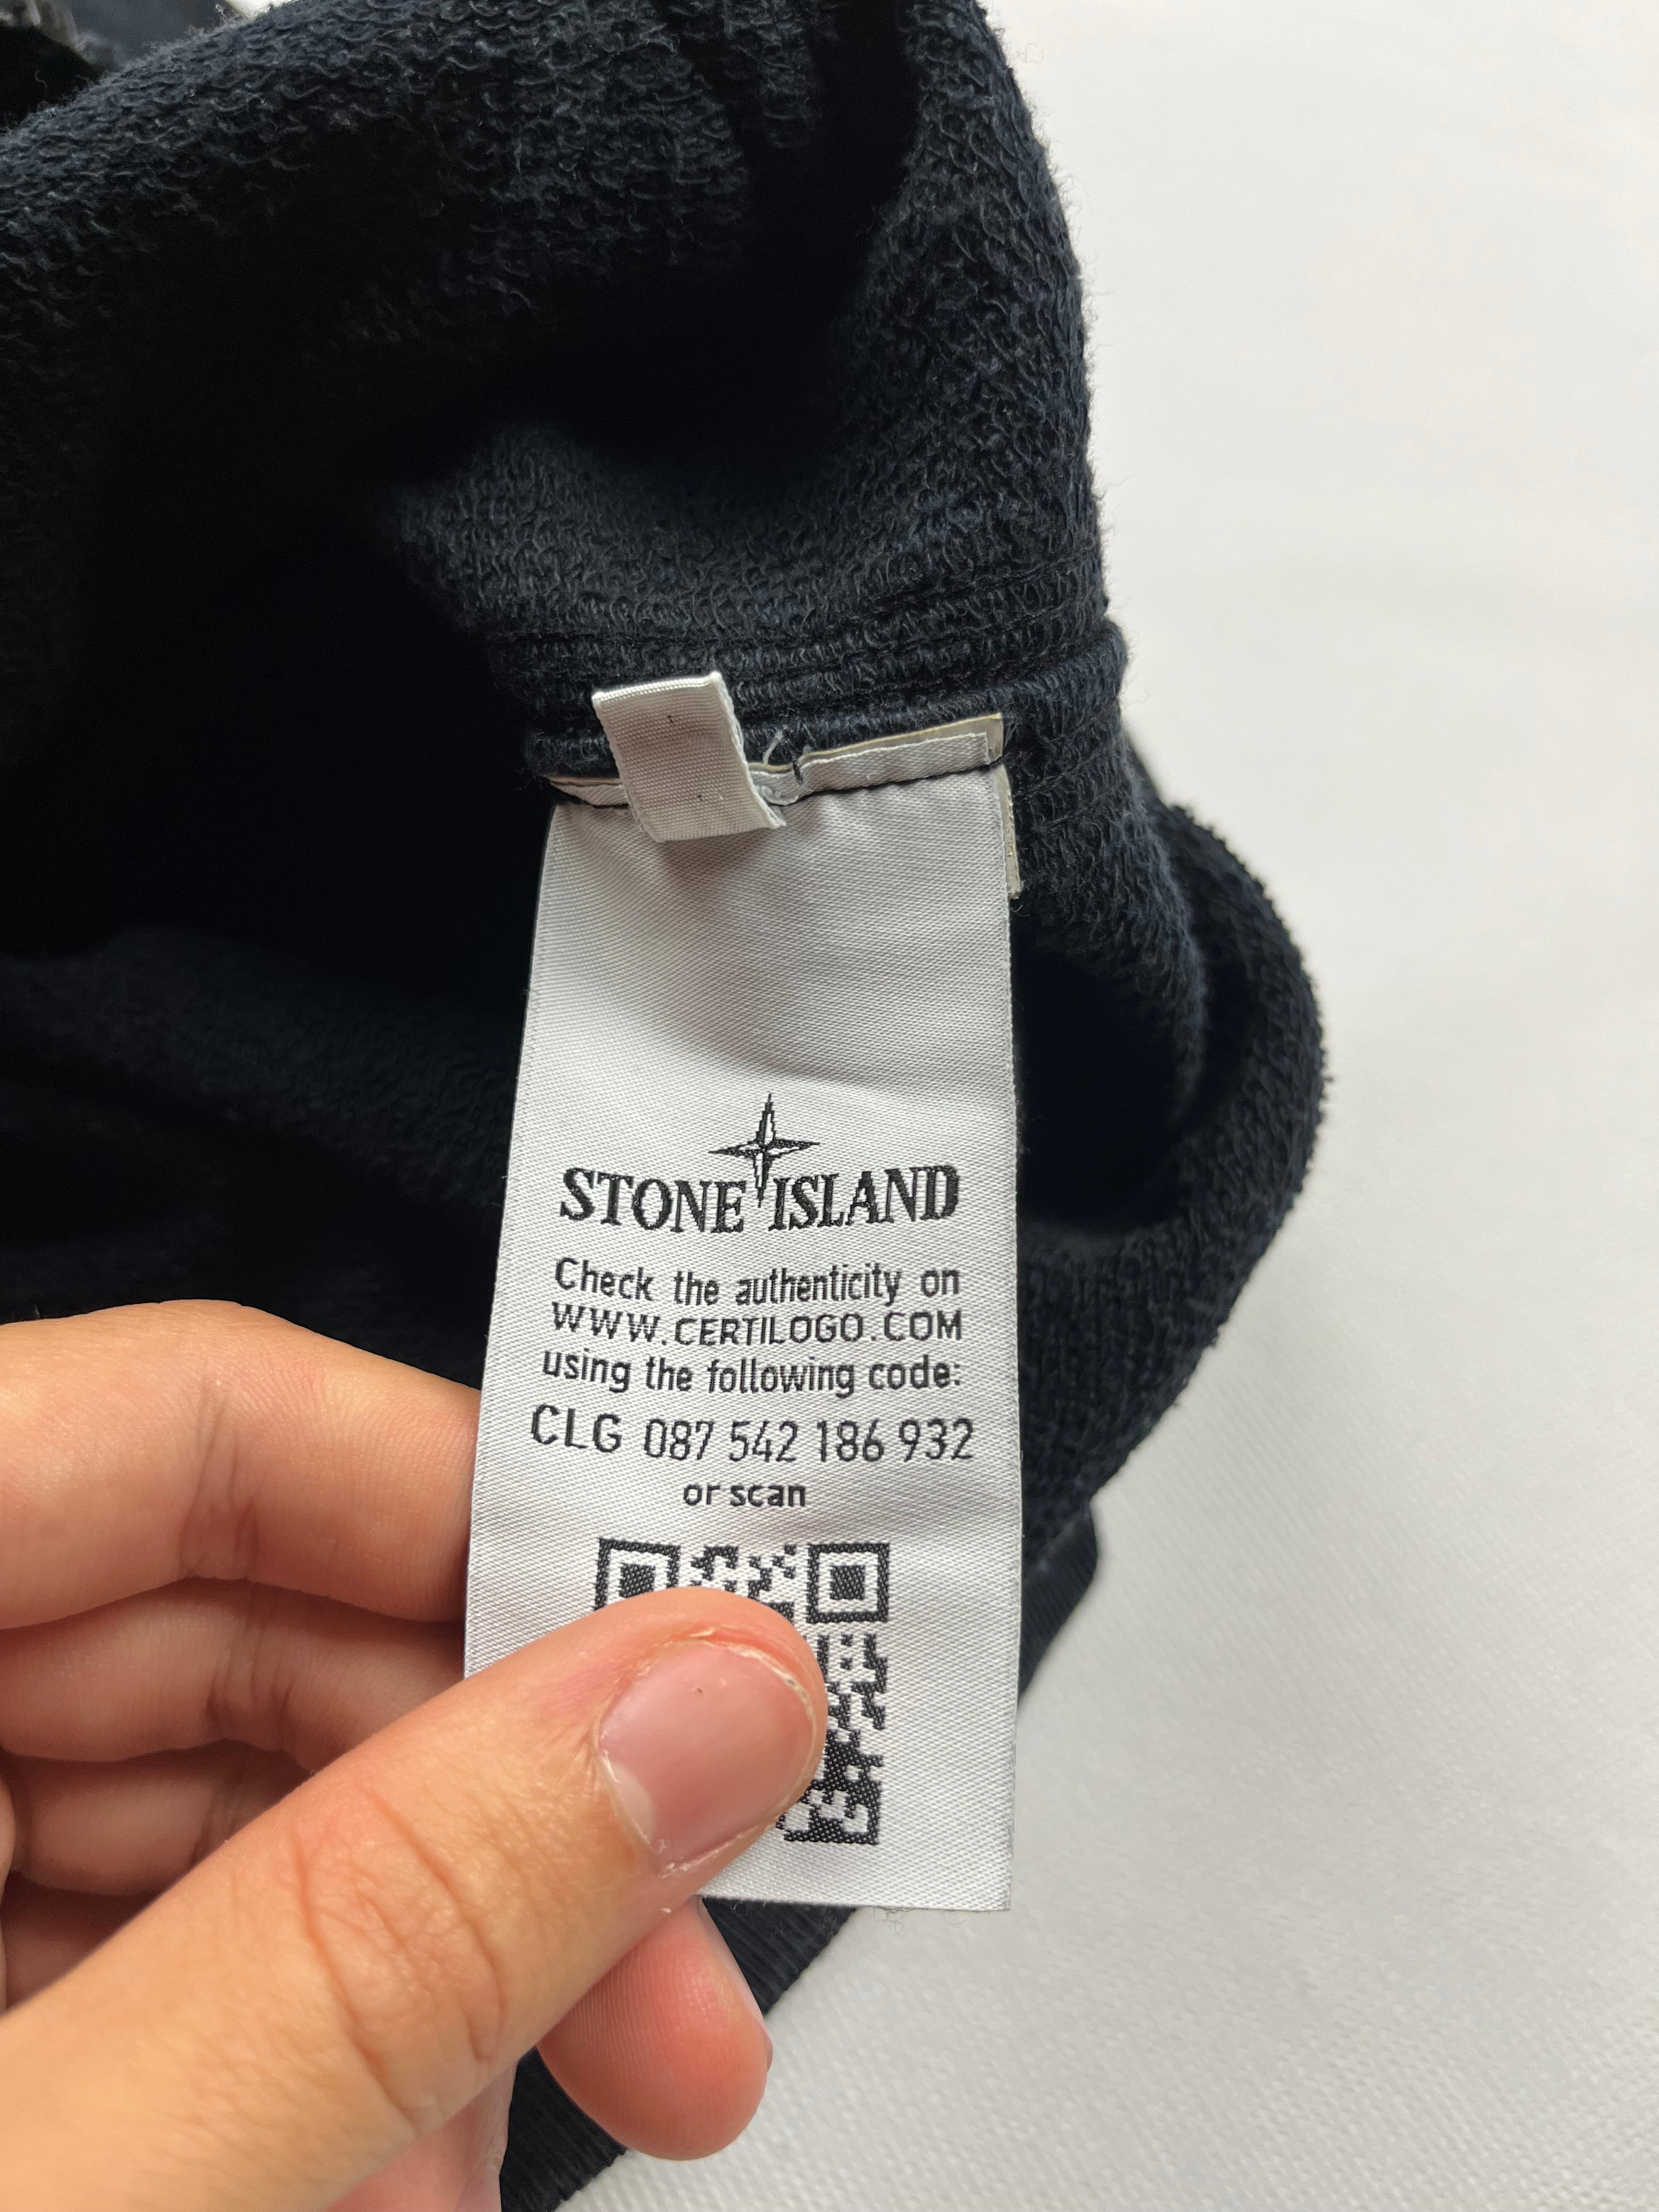 STONE ISLAND
Check the authenticity on
WWW.CERTILOGO.COM
using the following code:
CLG 087 542 186 932
or scan